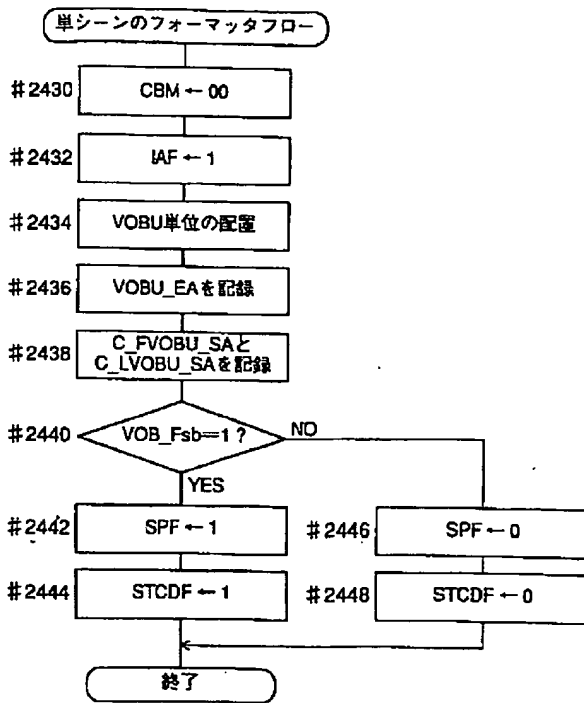 単シーンのフォーマッタフロー
#2430
CBM ← 00
#2432
IAF ← 1
#2434
VOBU単位の配置
#2436
VOBU_EAを記録
#2438
C_FVOBU_SAと
C_LVOBU_SAを記録
#2440
VOB_Fsb==1 ?
NO
YES
#2442
SPF ← 1
#2446
SPF ← 0
#2444
STCDF ← 1
#2448
STCDF ← 0
終了